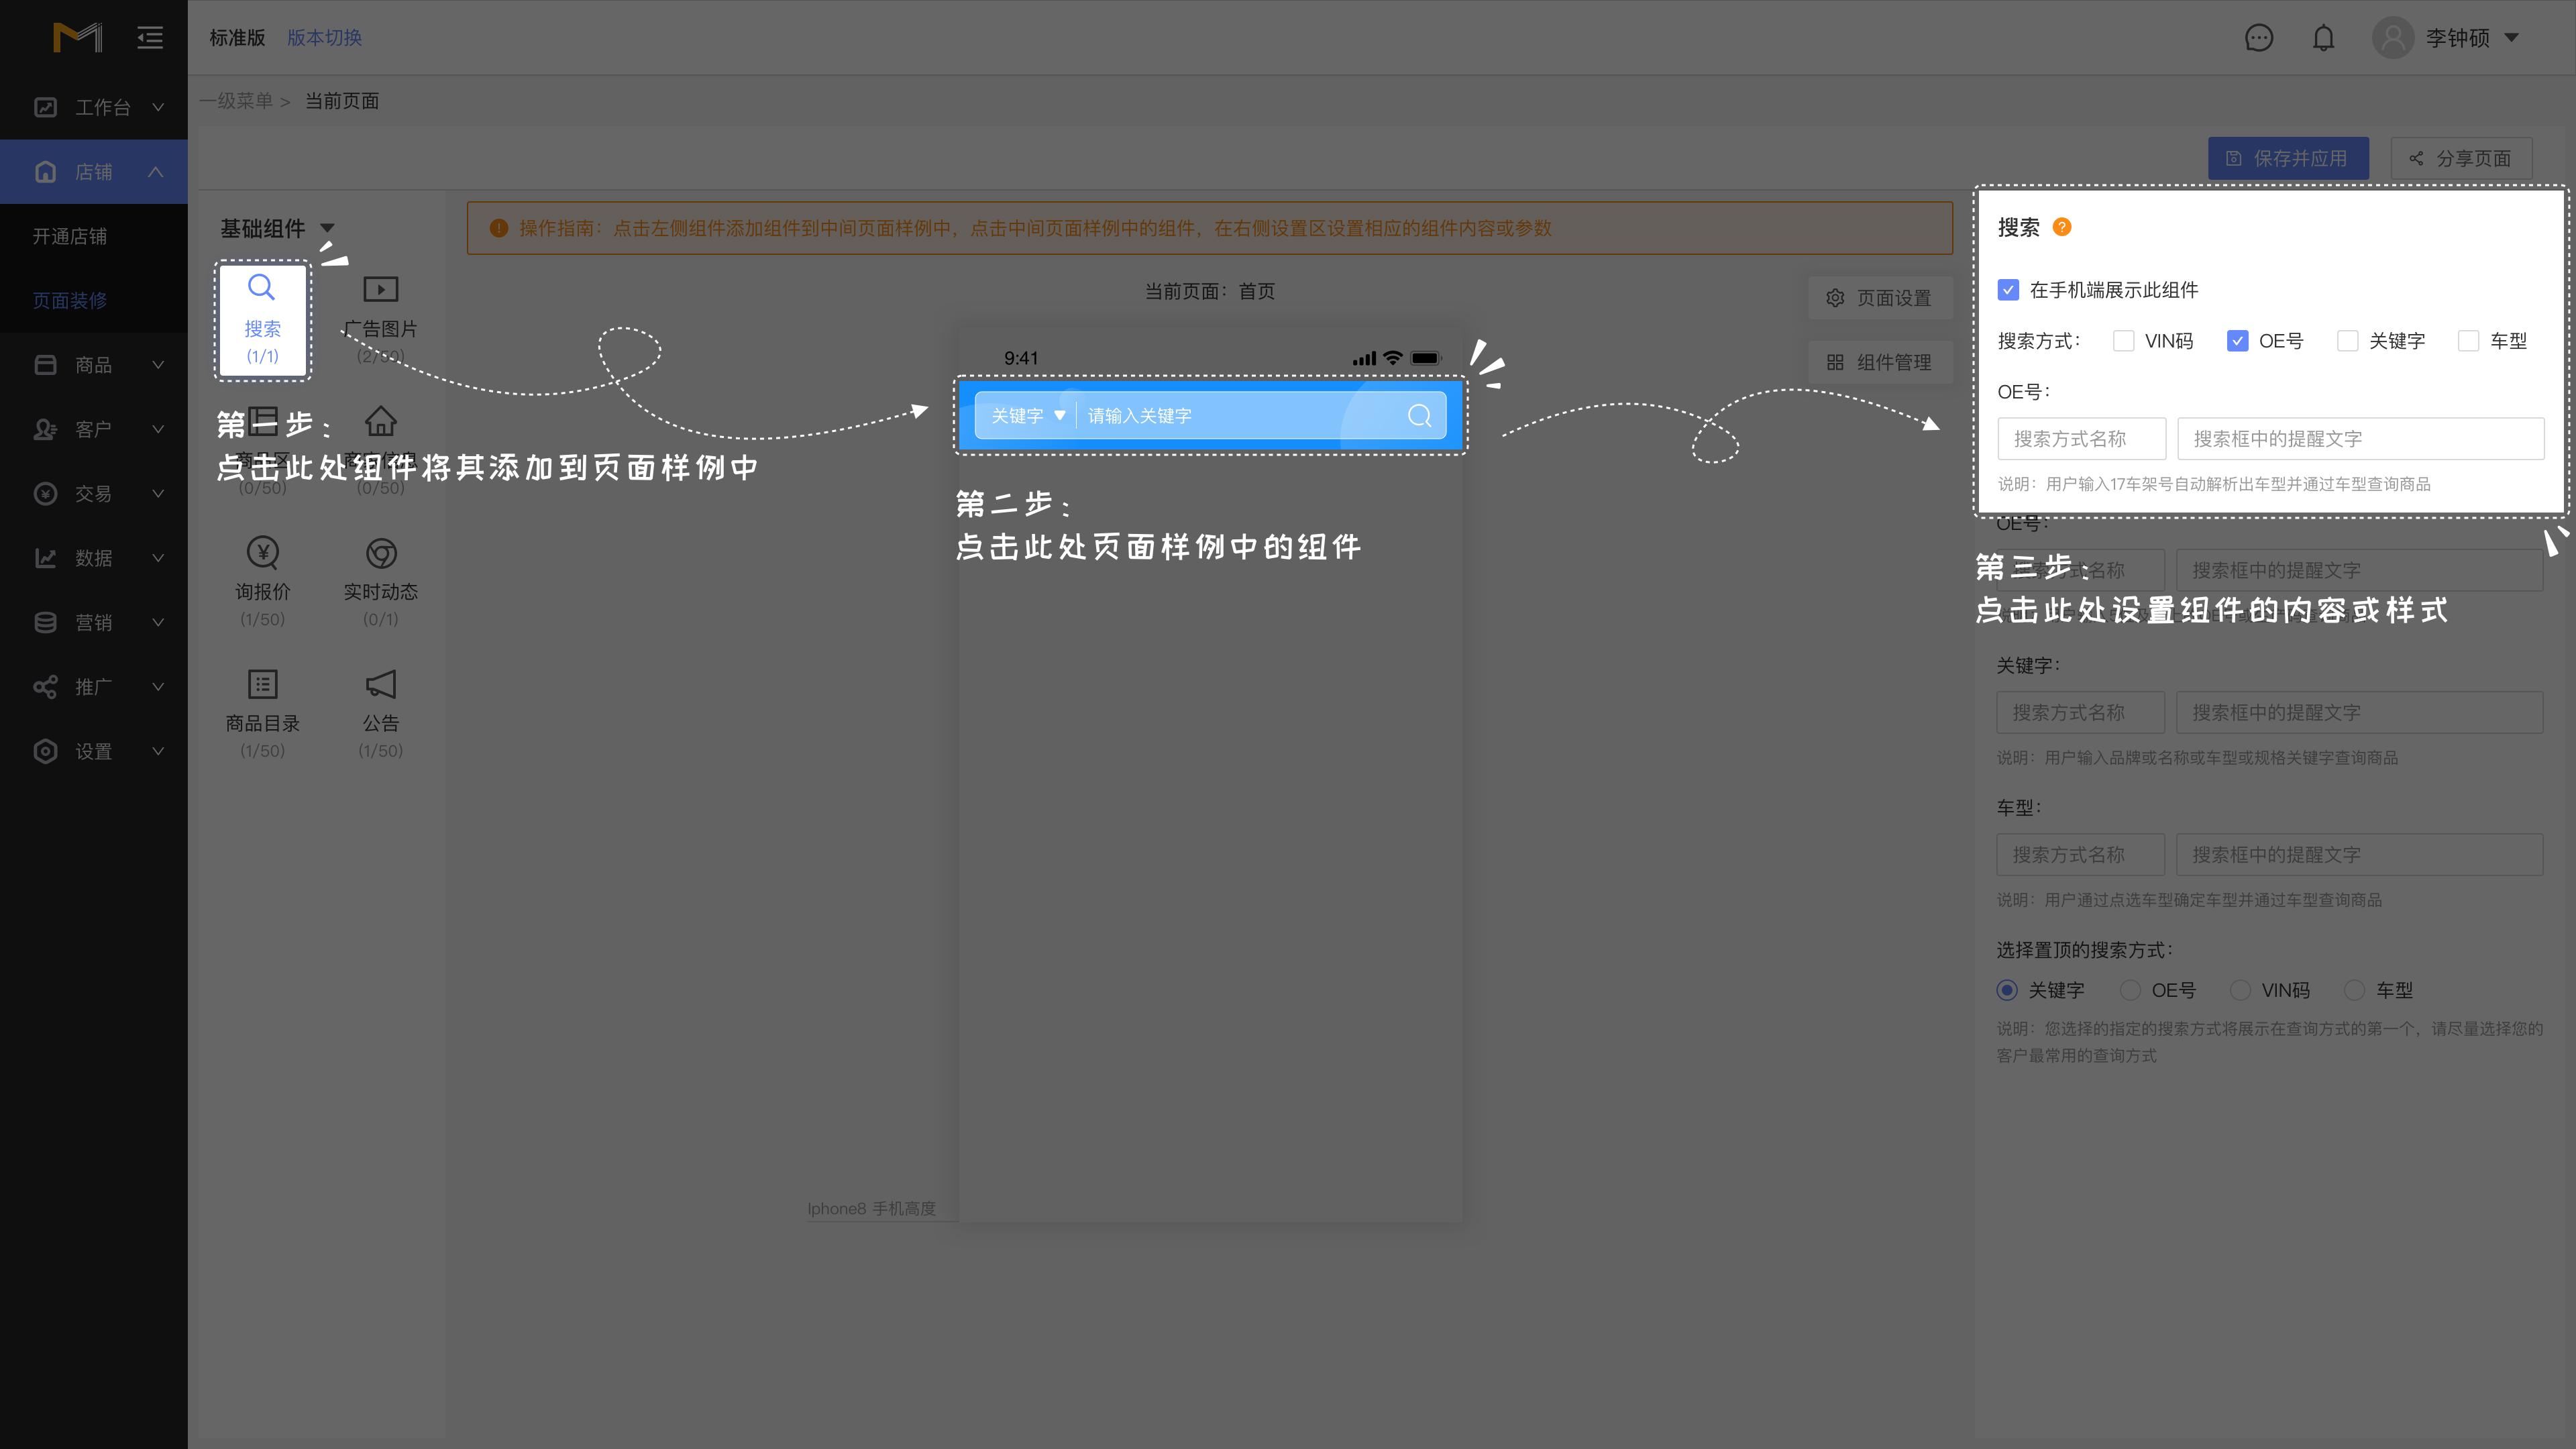 标准版 版本切换
李钟硕
工作台
店铺
开通店铺
页面装修
商品
客户
交易
数据
营销
推广
设置
一级菜单 > 当前页面
保存并应用 分享页面
基础组件
搜索
(1/1)
广告图片
(2/50)
商品区
(0/50)
(0/50)
询报价
(1/50)
实时动态
(0/1)
商品目录
(1/50)
公告
(1/50)
第一步：
点击此处组件将其添加到页面样例中
操作指南：点击左侧组件添加组件到中间页面样例中，点击中间页面样例中的组件，在右侧设置区设置相应的组件内容或参数
当前页面：首页
页面设置
组件管理
9:41
关键字 请输入关键字
第二步：
点击此处页面样例中的组件
Iphone8 手机高度
搜索
在手机端展示此组件
搜索方式： VIN码 OE号 关键字 车型
OE号：
搜索方式名称 搜索框中的提醒文字
说明：用户输入17车架号自动解析出车型并通过车型查询商品
OE号：
搜索方式名称 搜索框中的提醒文字
第三步：
点击此处设置组件的内容或样式
关键字：
搜索方式名称 搜索框中的提醒文字
说明：用户输入品牌或名称或车型或规格关键字查询商品
车型：
搜索方式名称 搜索框中的提醒文字
说明：用户通过点选车型确定车型并通过车型查询商品
选择置顶的搜索方式：
关键字 OE号 VIN码 车型
说明：您选择的指定的搜索方式将展示在查询方式的第一个，请尽量选择您的
客户最常用的查询方式